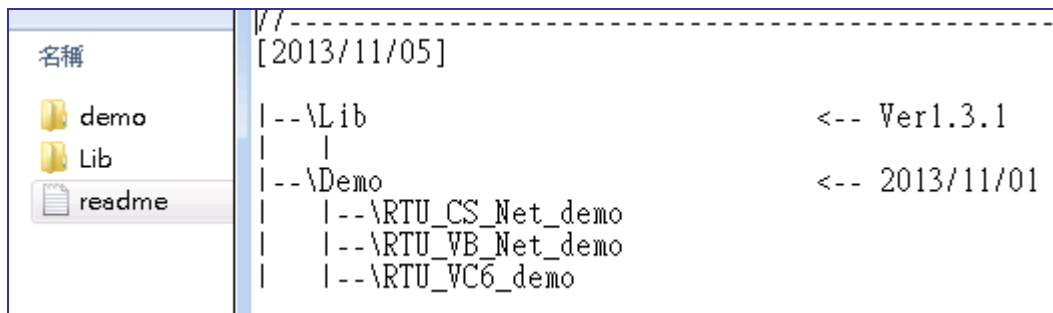 名稱
demo
Lib
readme
//--------------------------------------------------
[2013/11/05]
|--\Lib                              <-- Ver1.3.1
|   |
|--\Demo                             <-- 2013/11/01
|   |--\RTU_CS_Net_demo
|   |--\RTU_VB_Net_demo
|   |--\RTU_VC6_demo